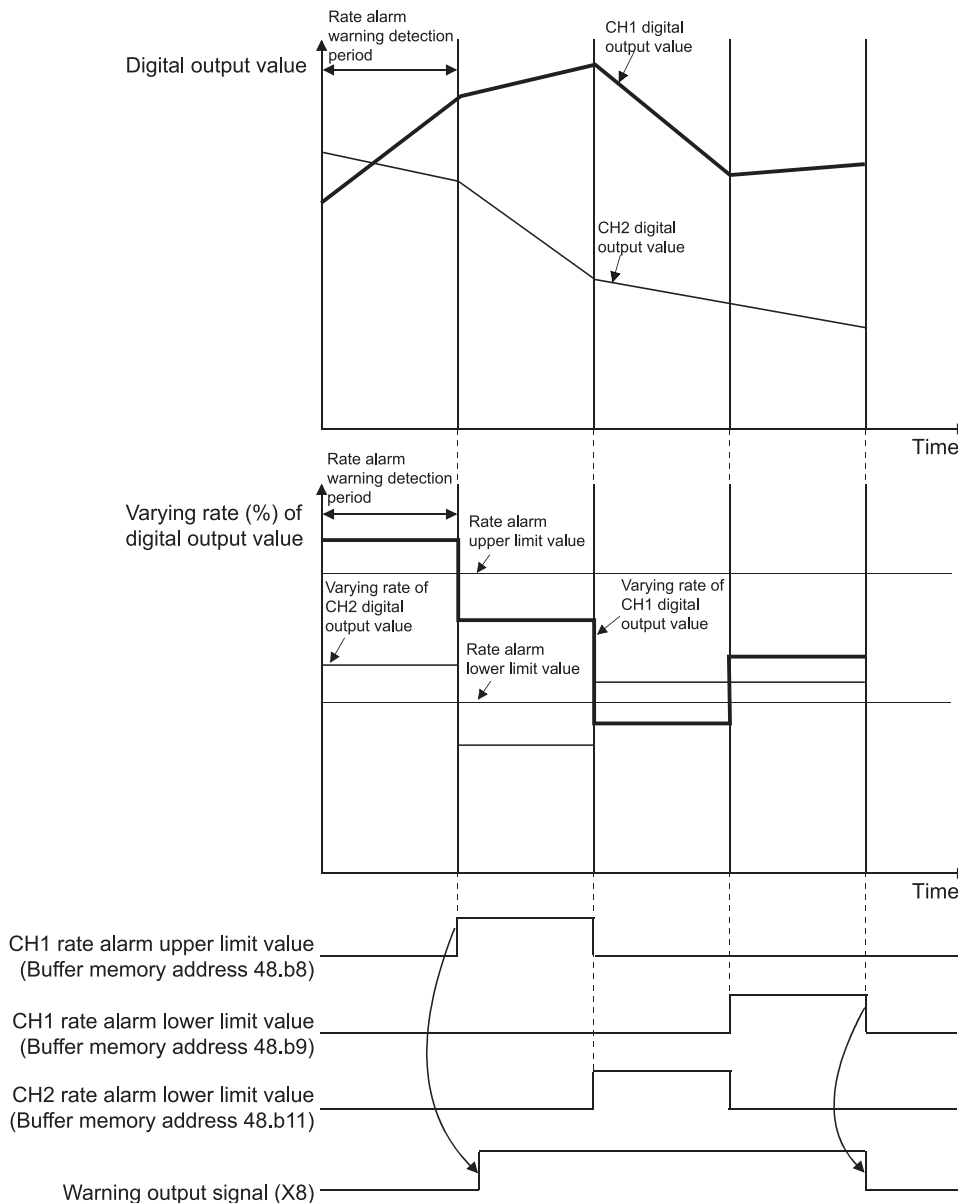 Rate alarm
warning detection
period
CH1 digital
output value
Digital output value
CH2 digital
output value
Time
Rate alarm
warning detection
period
Varying rate (%) of
digital output value
Rate alarm
upper limit value
Varying rate of
CH2 digital
output value
Varying rate of
CH1 digital
output value
Rate alarm
lower limit value
Time
CH1 rate alarm upper limit value
(Buffer memory address 48.b8)
CH1 rate alarm lower limit value
(Buffer memory address 48.b9)
CH2 rate alarm lower limit value
(Buffer memory address 48.b11)
Warning output signal (X8)